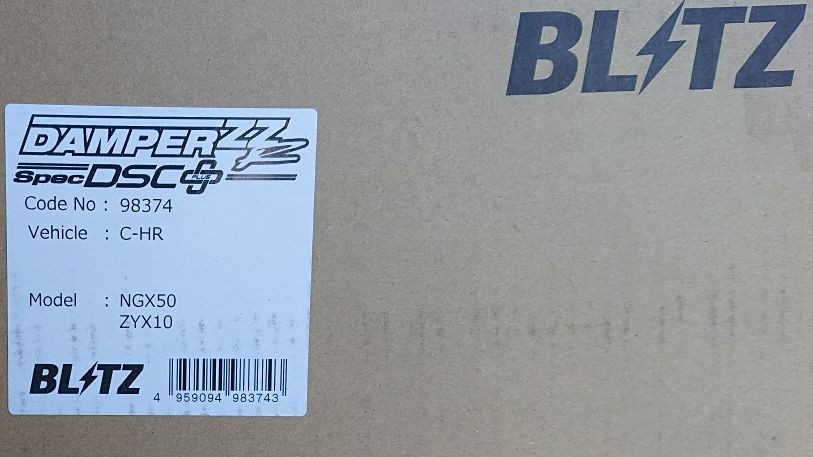 BLITZ
DAMPER ZZ R
Spec DSC PLUS
Code No : 98374
Vehicle : C-HR
Model : NGX50
ZYX10
BLITZ
4 959094 983743